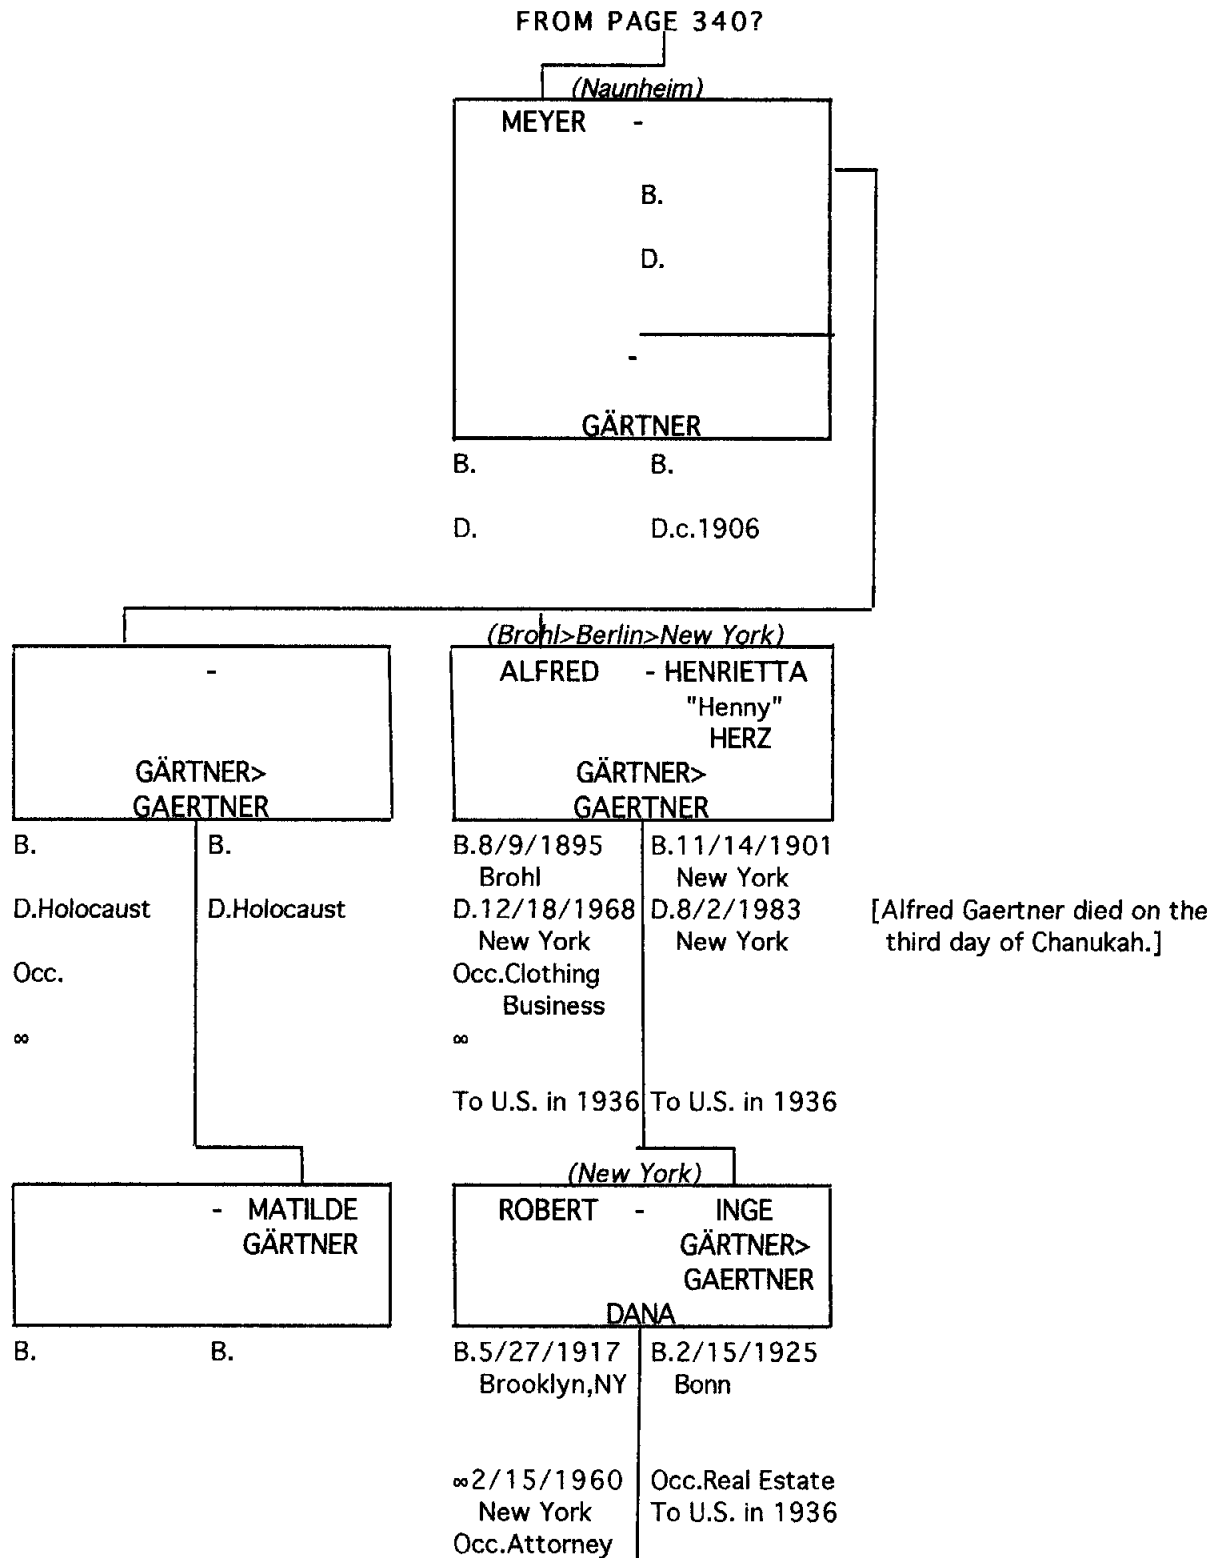 FROM PAGE 340?
(Naunheim)
MEYER -
B.
D.
-
GÄRTNER
B. B.
D. D.c.1906
(Brohl>Berlin>New York)
- ALFRED - HENRIETTA
"Henny"
HERZ
GÄRTNER> GÄRTNER>
GAERTNER GAERTNER
B. B. B.8/9/1895 B.11/14/1901
Brohl New York
D.Holocaust D.Holocaust D.12/18/1968 D.8/2/1983 [Alfred Gaertner died on the
New York New York third day of Chanukah.]
Occ. Occ.Clothing
Business
∞ ∞
To U.S. in 1936 To U.S. in 1936
(New York)
- MATILDE ROBERT - INGE
GÄRTNER GÄRTNER>
GAERTNER
DANA
B. B. B.5/27/1917 B.2/15/1925
Brooklyn,NY Bonn
∞2/15/1960 Occ.Real Estate
New York To U.S. in 1936
Occ.Attorney